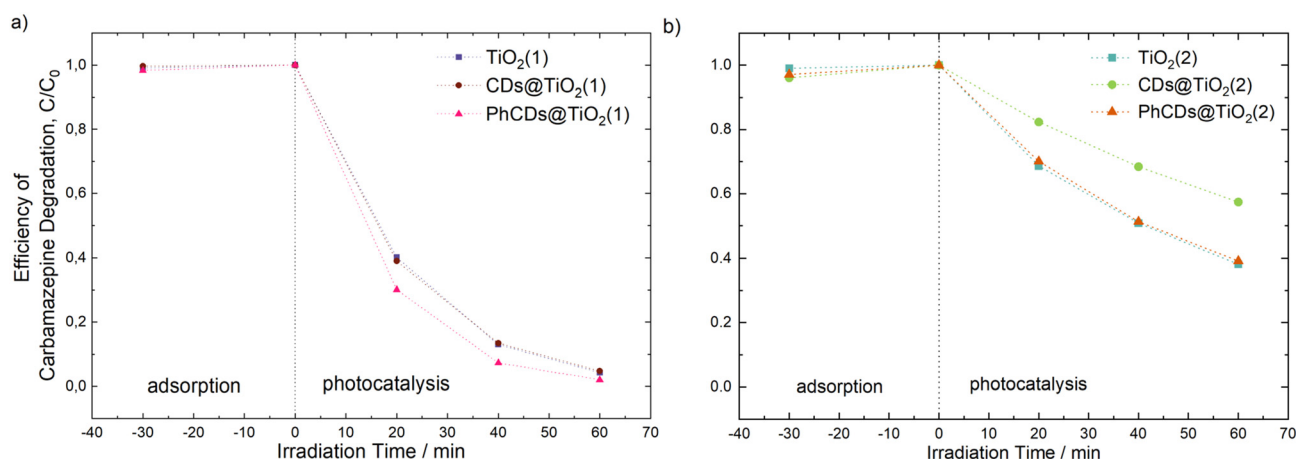 a)
Efficiency of
Carbamazepine Degradation, C/C₀
1,0
0,8
0,6
0,4
0,2
0,0
TiO₂(1)
CDs@TiO₂(1)
PhCDs@TiO₂(1)
adsorption
photocatalysis
-40 -30 -20 -10 0 10 20 30 40 50 60 70
Irradiation Time / min
b)
1.0
0.8
0.6
0.4
0.2
0.0
TiO₂(2)
CDs@TiO₂(2)
PhCDs@TiO₂(2)
adsorption
photocatalysis
-40 -30 -20 -10 0 10 20 30 40 50 60 70
Irradiation Time / min